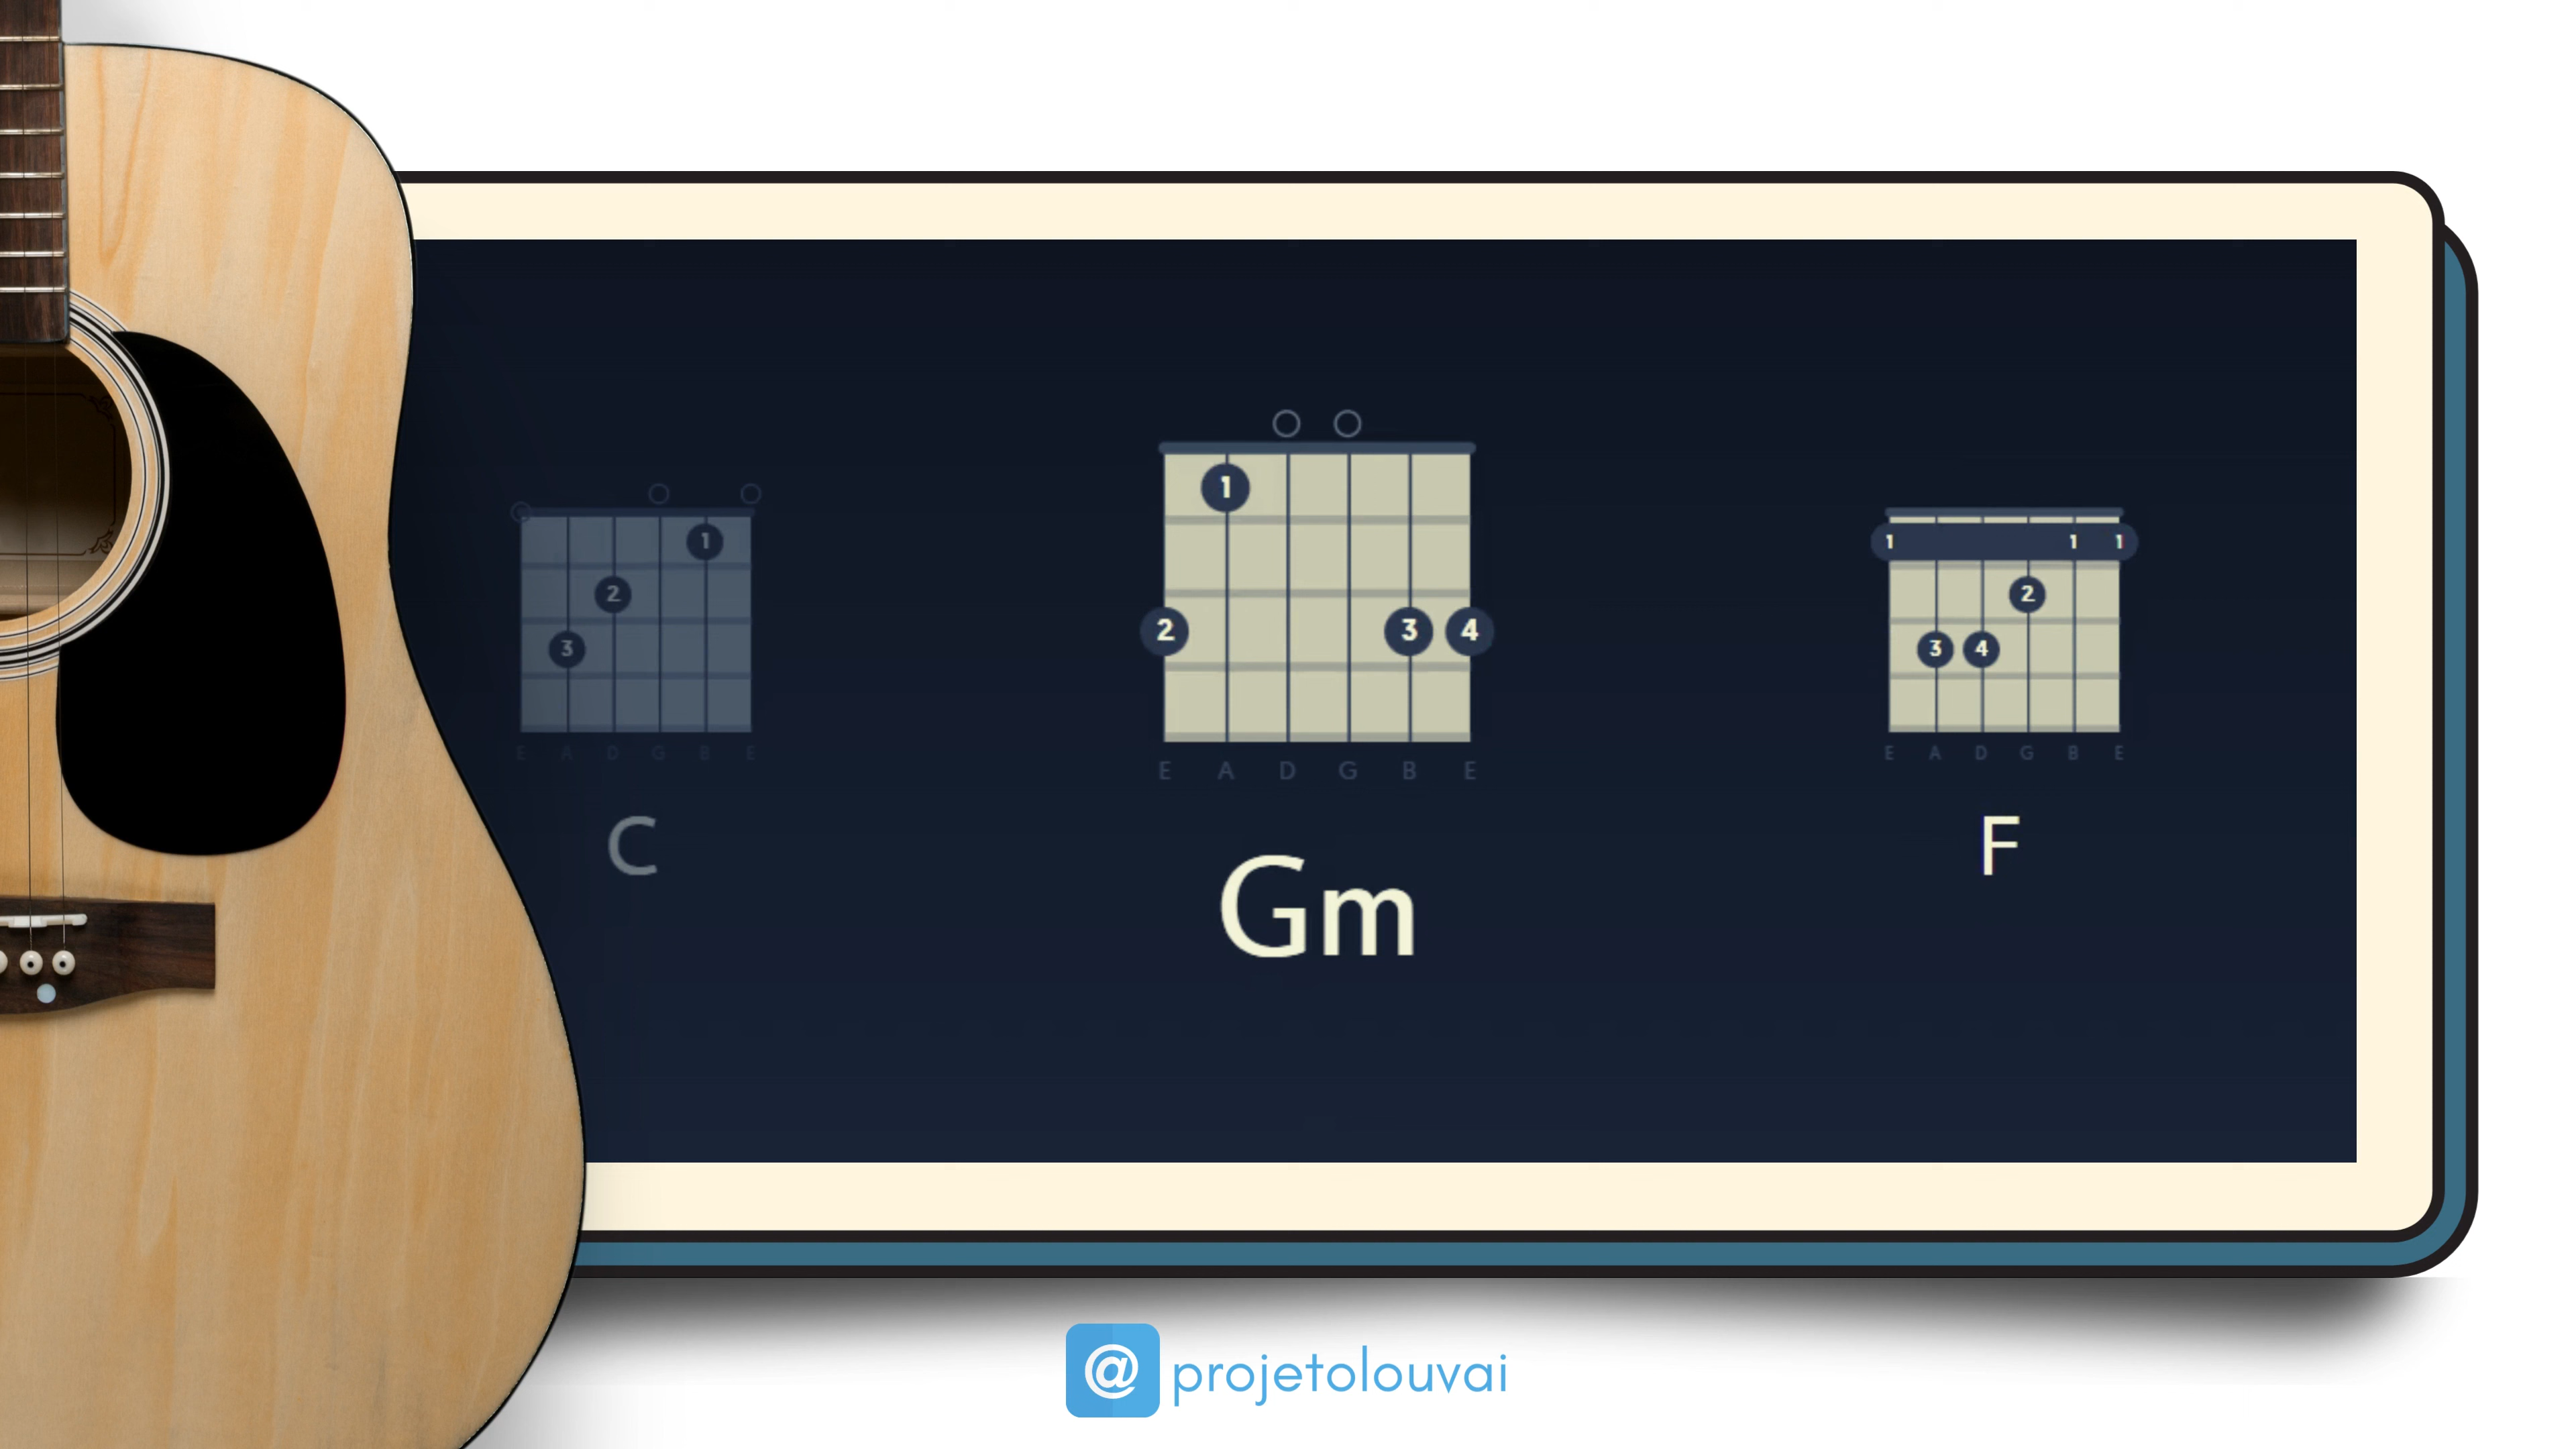 1
2
3
E A D G B E
C
1
2 3 4
E A D G B E
Gm
1 1 1
2
3 4
E A D G B E
F
@ projetolouvai